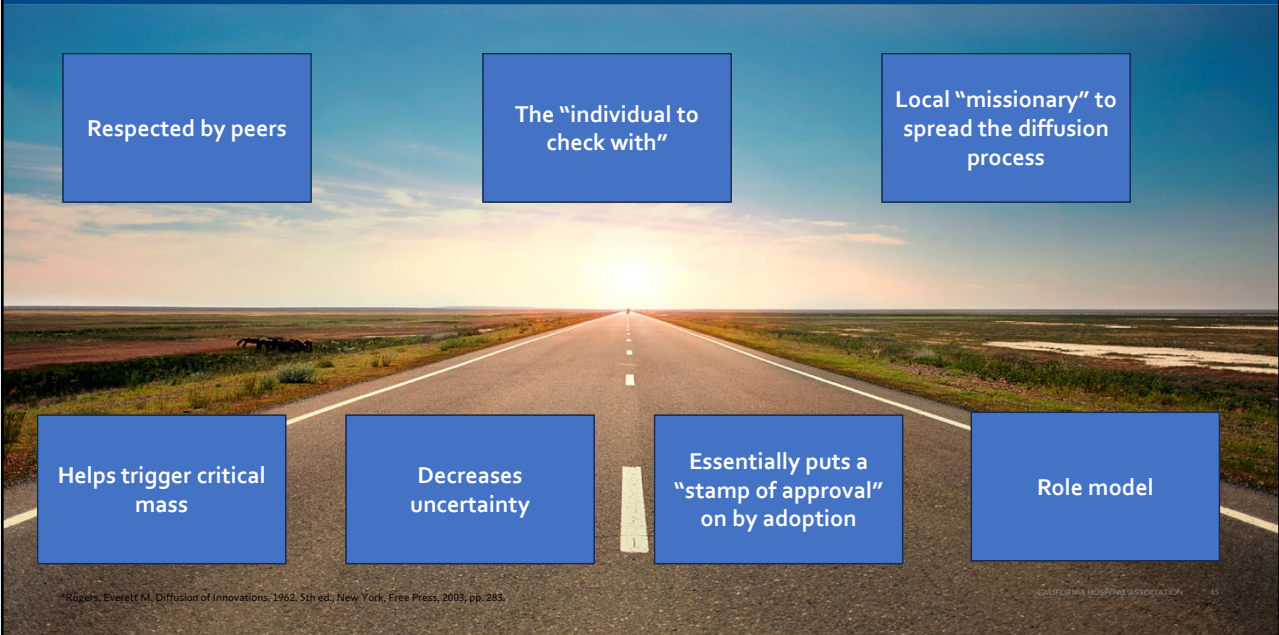 Respected by peers
The “individual to
check with”
Local “missionary” to
spread the diffusion
process
Helps trigger critical
mass
Decreases
uncertainty
Essentially puts a
“stamp of approval”
on by adoption
Role model
*Rogers, Everett M. Diffusion of Innovations, 1962, 5th ed., New York, Free Press, 2003, pp. 283.
CALIFORNIA HOSPITAL ASSOCIATION 45